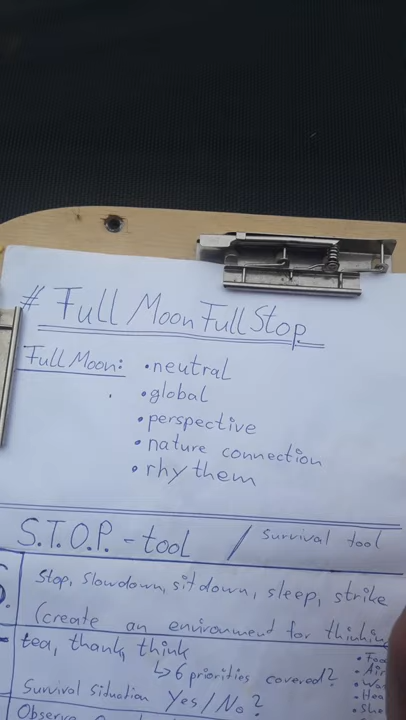 # Full Moon Full Stop
Full Moon: • neutral
• global
• perspective
• nature connection
• rhythem
S.T.O.P. - tool / survival tool
S. Stop, slowdown, sit down, sleep, strike
(create an environment for thinking
tea, thank, think
↳ 6 priorities covered?
Survival situation Yes/No?
Observe